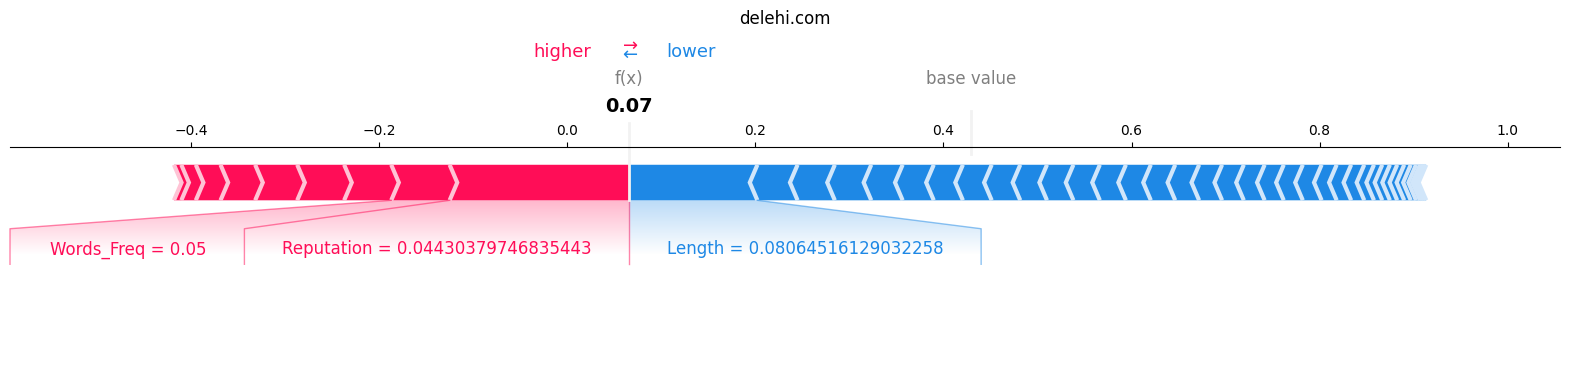 delehi.com
higher ⇄ lower
f(x) base value
0.07
−0.4 −0.2 0.0 0.2 0.4 0.6 0.8 1.0
Words_Freq = 0.05 Reputation = 0.04430379746835443 Length = 0.08064516129032258